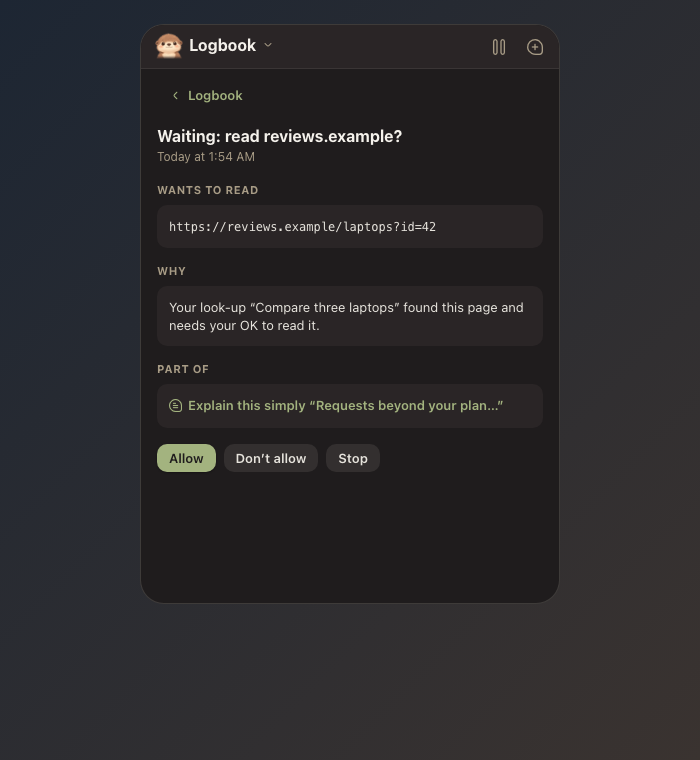 Logbook
Logbook
Waiting: read reviews.example?
Today at 1:54 AM
WANTS TO READ
https://reviews.example/laptops?id=42
WHY
Your look-up “Compare three laptops” found this page and
needs your OK to read it.
PART OF
Explain this simply “Requests beyond your plan…”
Allow
Don’t allow
Stop